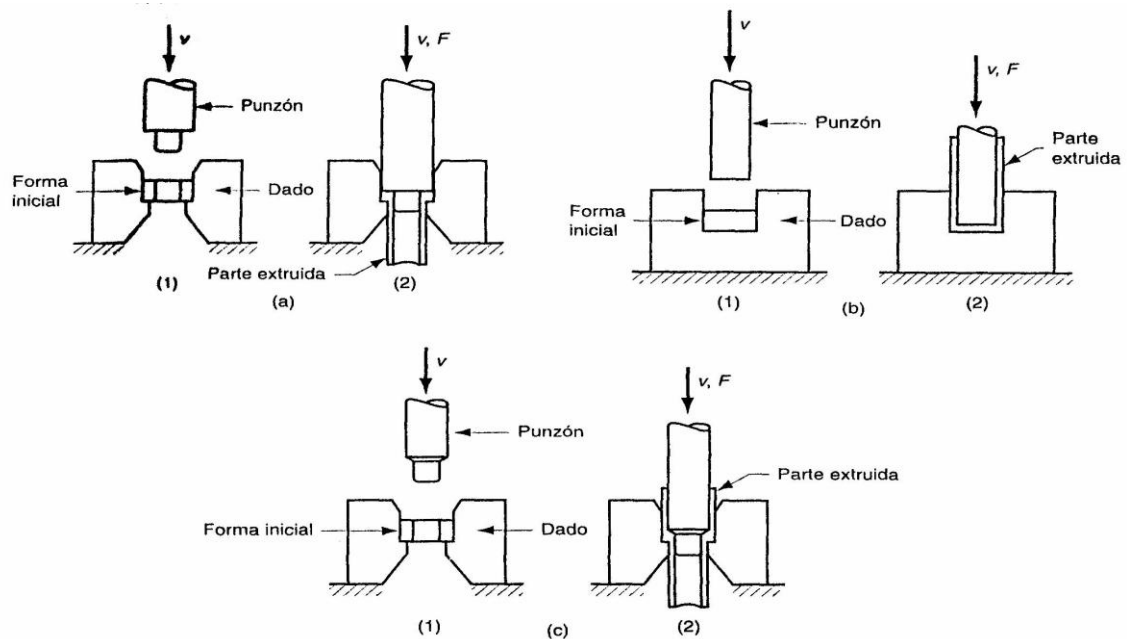 v
v, F
Punzón
Forma
inicial
Dado
Parte extruida
(1)
(2)
(a)
v
v, F
Punzón
Parte
extruida
Forma
inicial
Dado
(1)
(2)
(b)
v
v, F
Punzón
Parte extruida
Forma inicial
Dado
(1)
(2)
(c)